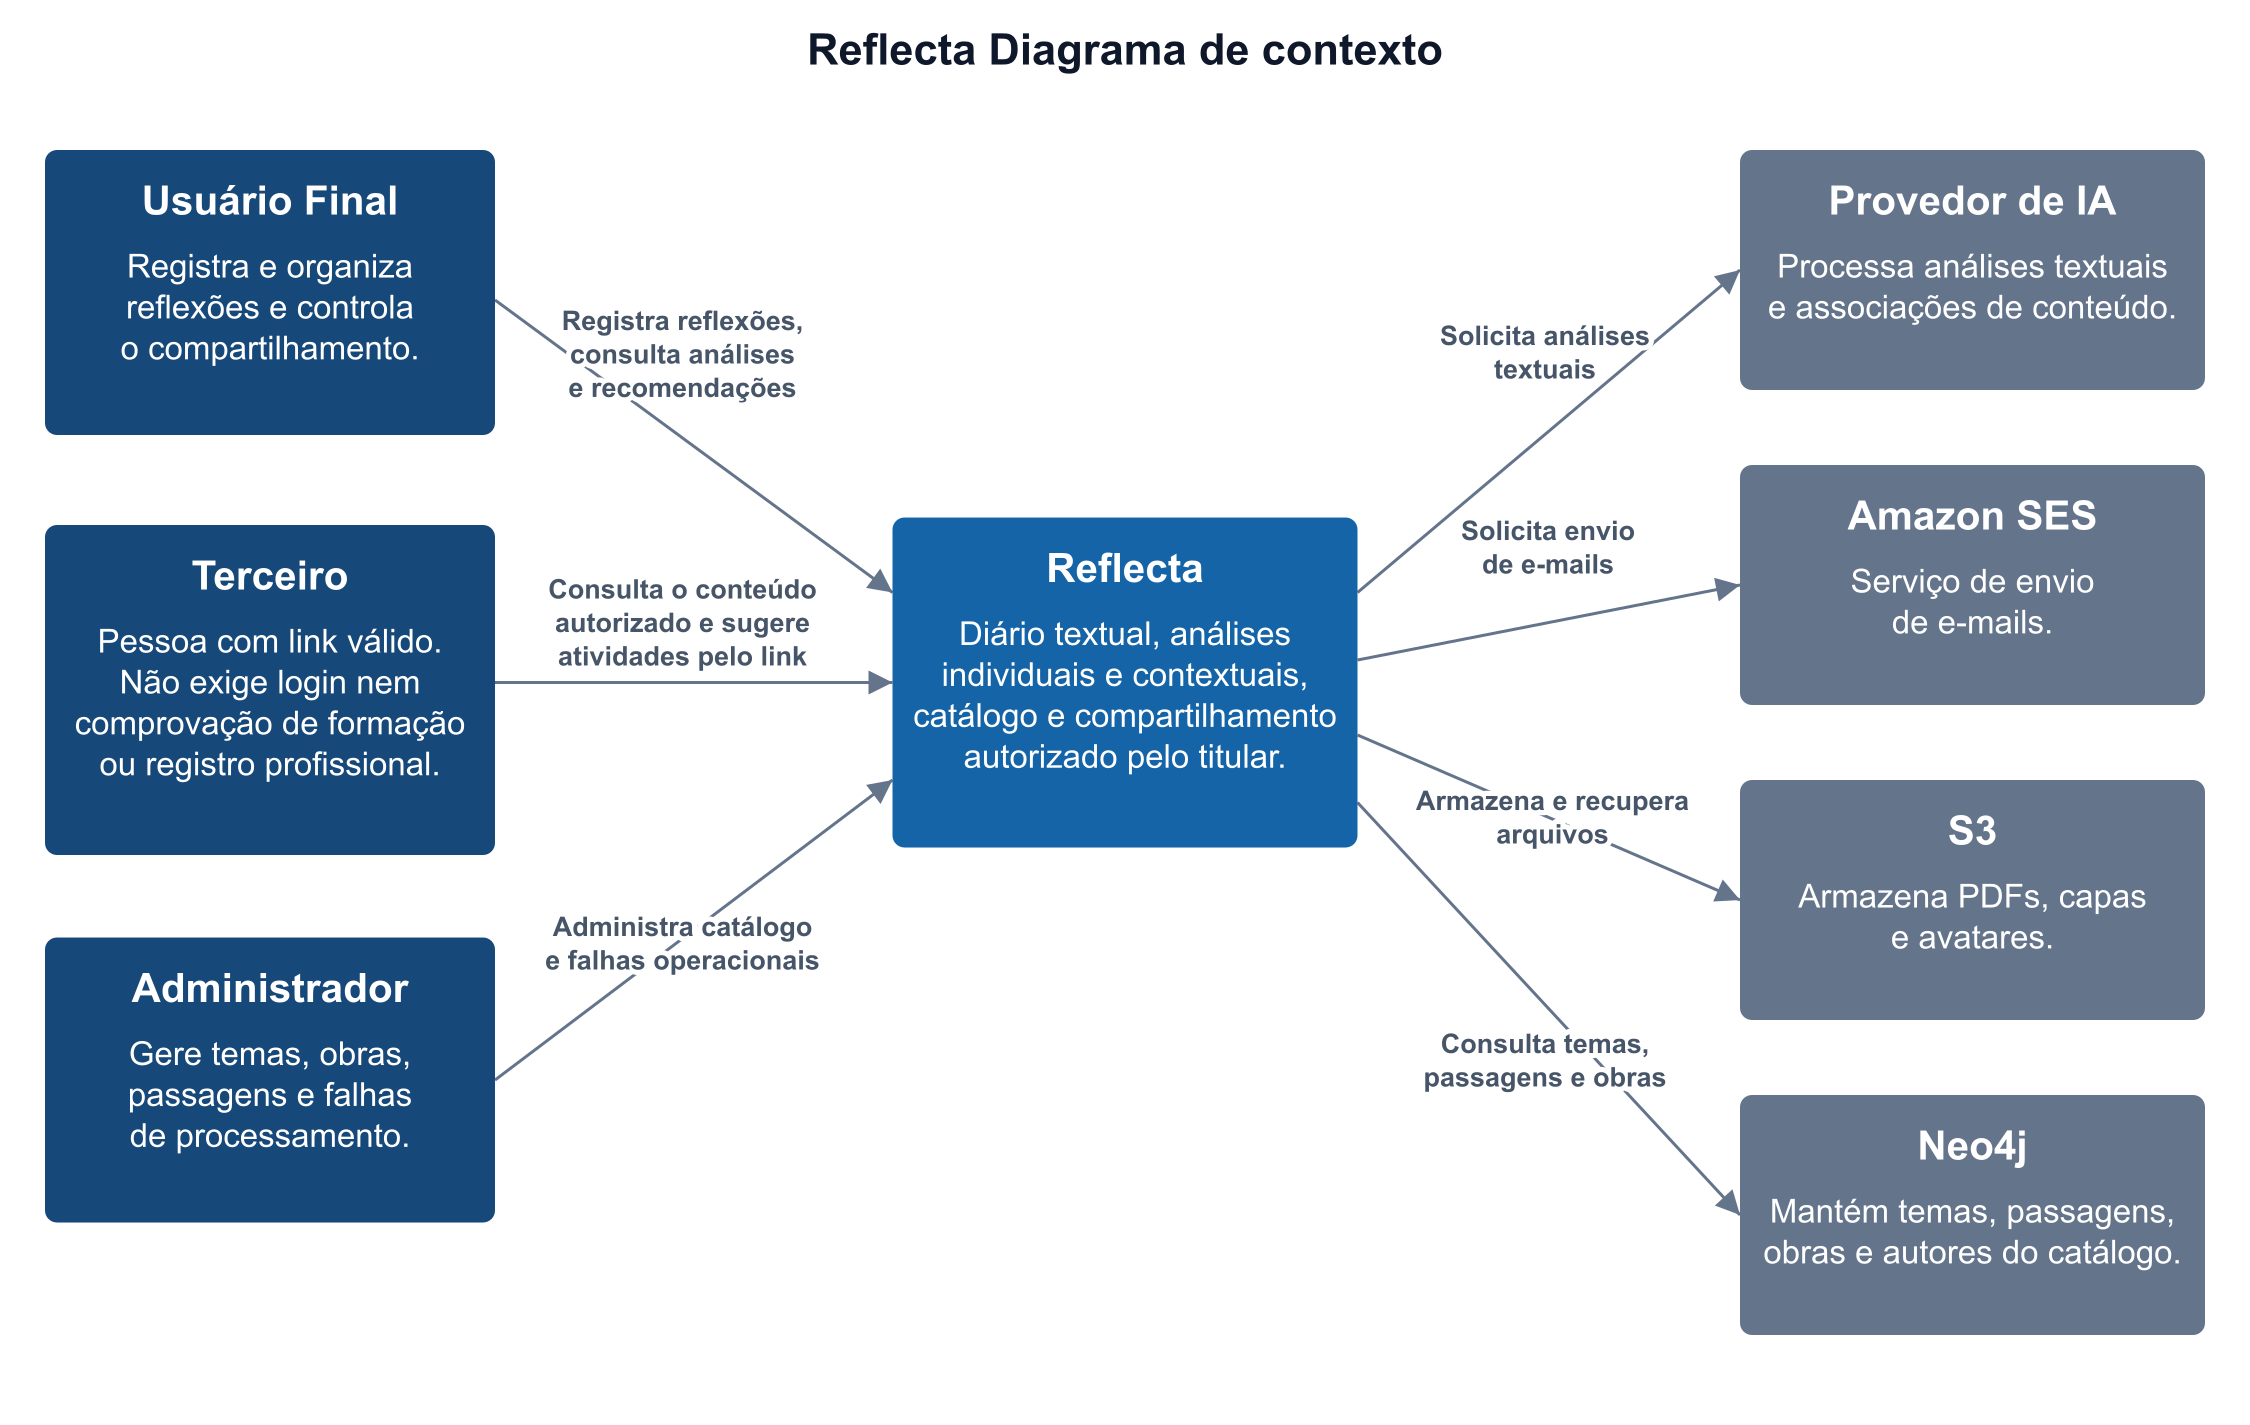 Reflecta Diagrama de contexto
Usuário Final
Registra e organiza
reflexões e controla
o compartilhamento.
Registra reflexões,
consulta análises
e recomendações
Terceiro
Pessoa com link válido.
Não exige login nem
comprovação de formação
ou registro profissional.
Consulta o conteúdo
autorizado e sugere
atividades pelo link
Administrador
Gere temas, obras,
passagens e falhas
de processamento.
Administra catálogo
e falhas operacionais
Reflecta
Diário textual, análises
individuais e contextuais,
catálogo e compartilhamento
autorizado pelo titular.
Solicita análises
textuais
Provedor de IA
Processa análises textuais
e associações de conteúdo.
Solicita envio
de e-mails
Amazon SES
Serviço de envio
de e-mails.
Armazena e recupera
arquivos
S3
Armazena PDFs, capas
e avatares.
Consulta temas,
passagens e obras
Neo4j
Mantém temas, passagens,
obras e autores do catálogo.